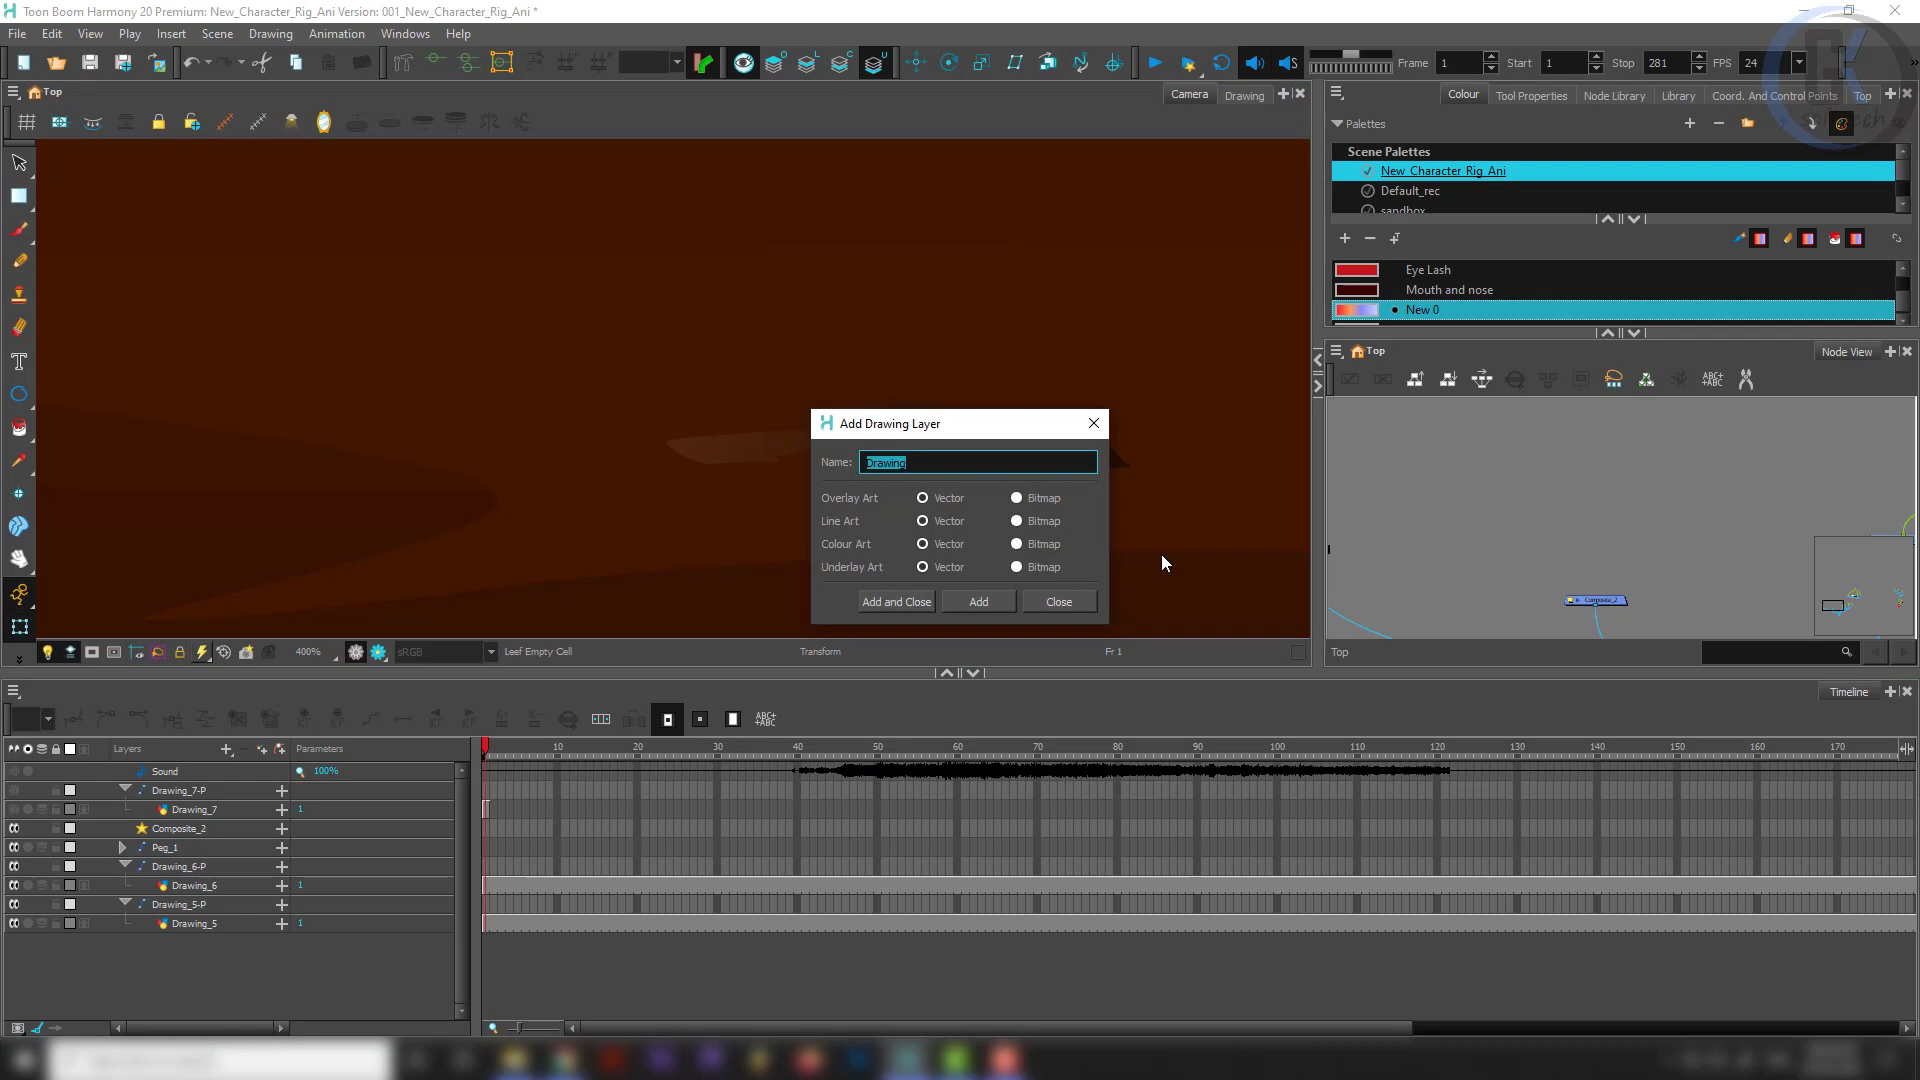 Toon Boom Harmony 20 Premium: New_Character_Rig_Ani Version: 001_New_Character_Rig_Ani *
File Edit View Play Insert Scene Drawing Animation Windows Help
Frame 1 Start 1 Stop 281 FPS 24
Top Camera Drawing
Colour Tool Properties Node Library Library Coord. And Control Points Top
Palettes
Scene Palettes
New_Character_Rig_Ani
Default_rec
sandbox
Eye Lash
Mouth and nose
New 0
Top Node View
ABC+
+ABC
Add Drawing Layer
Name: Drawing
Overlay Art Vector Bitmap
Line Art Vector Bitmap
Colour Art Vector Bitmap
Underlay Art Vector Bitmap
Add and Close Add Close
Composite_2
400% sRGB Leaf Empty Cell Transform Fr 1
Top
Timeline
ABC+
+ABC
Layers Parameters
10 20 30 40 50 60 70 80 90 100 110 120 130 140 150 160 170
Sound 100%
Drawing_7-P
Drawing_7 1
Composite_2
Peg_1
Drawing_6-P
Drawing_6 1
Drawing_5-P
Drawing_5 1